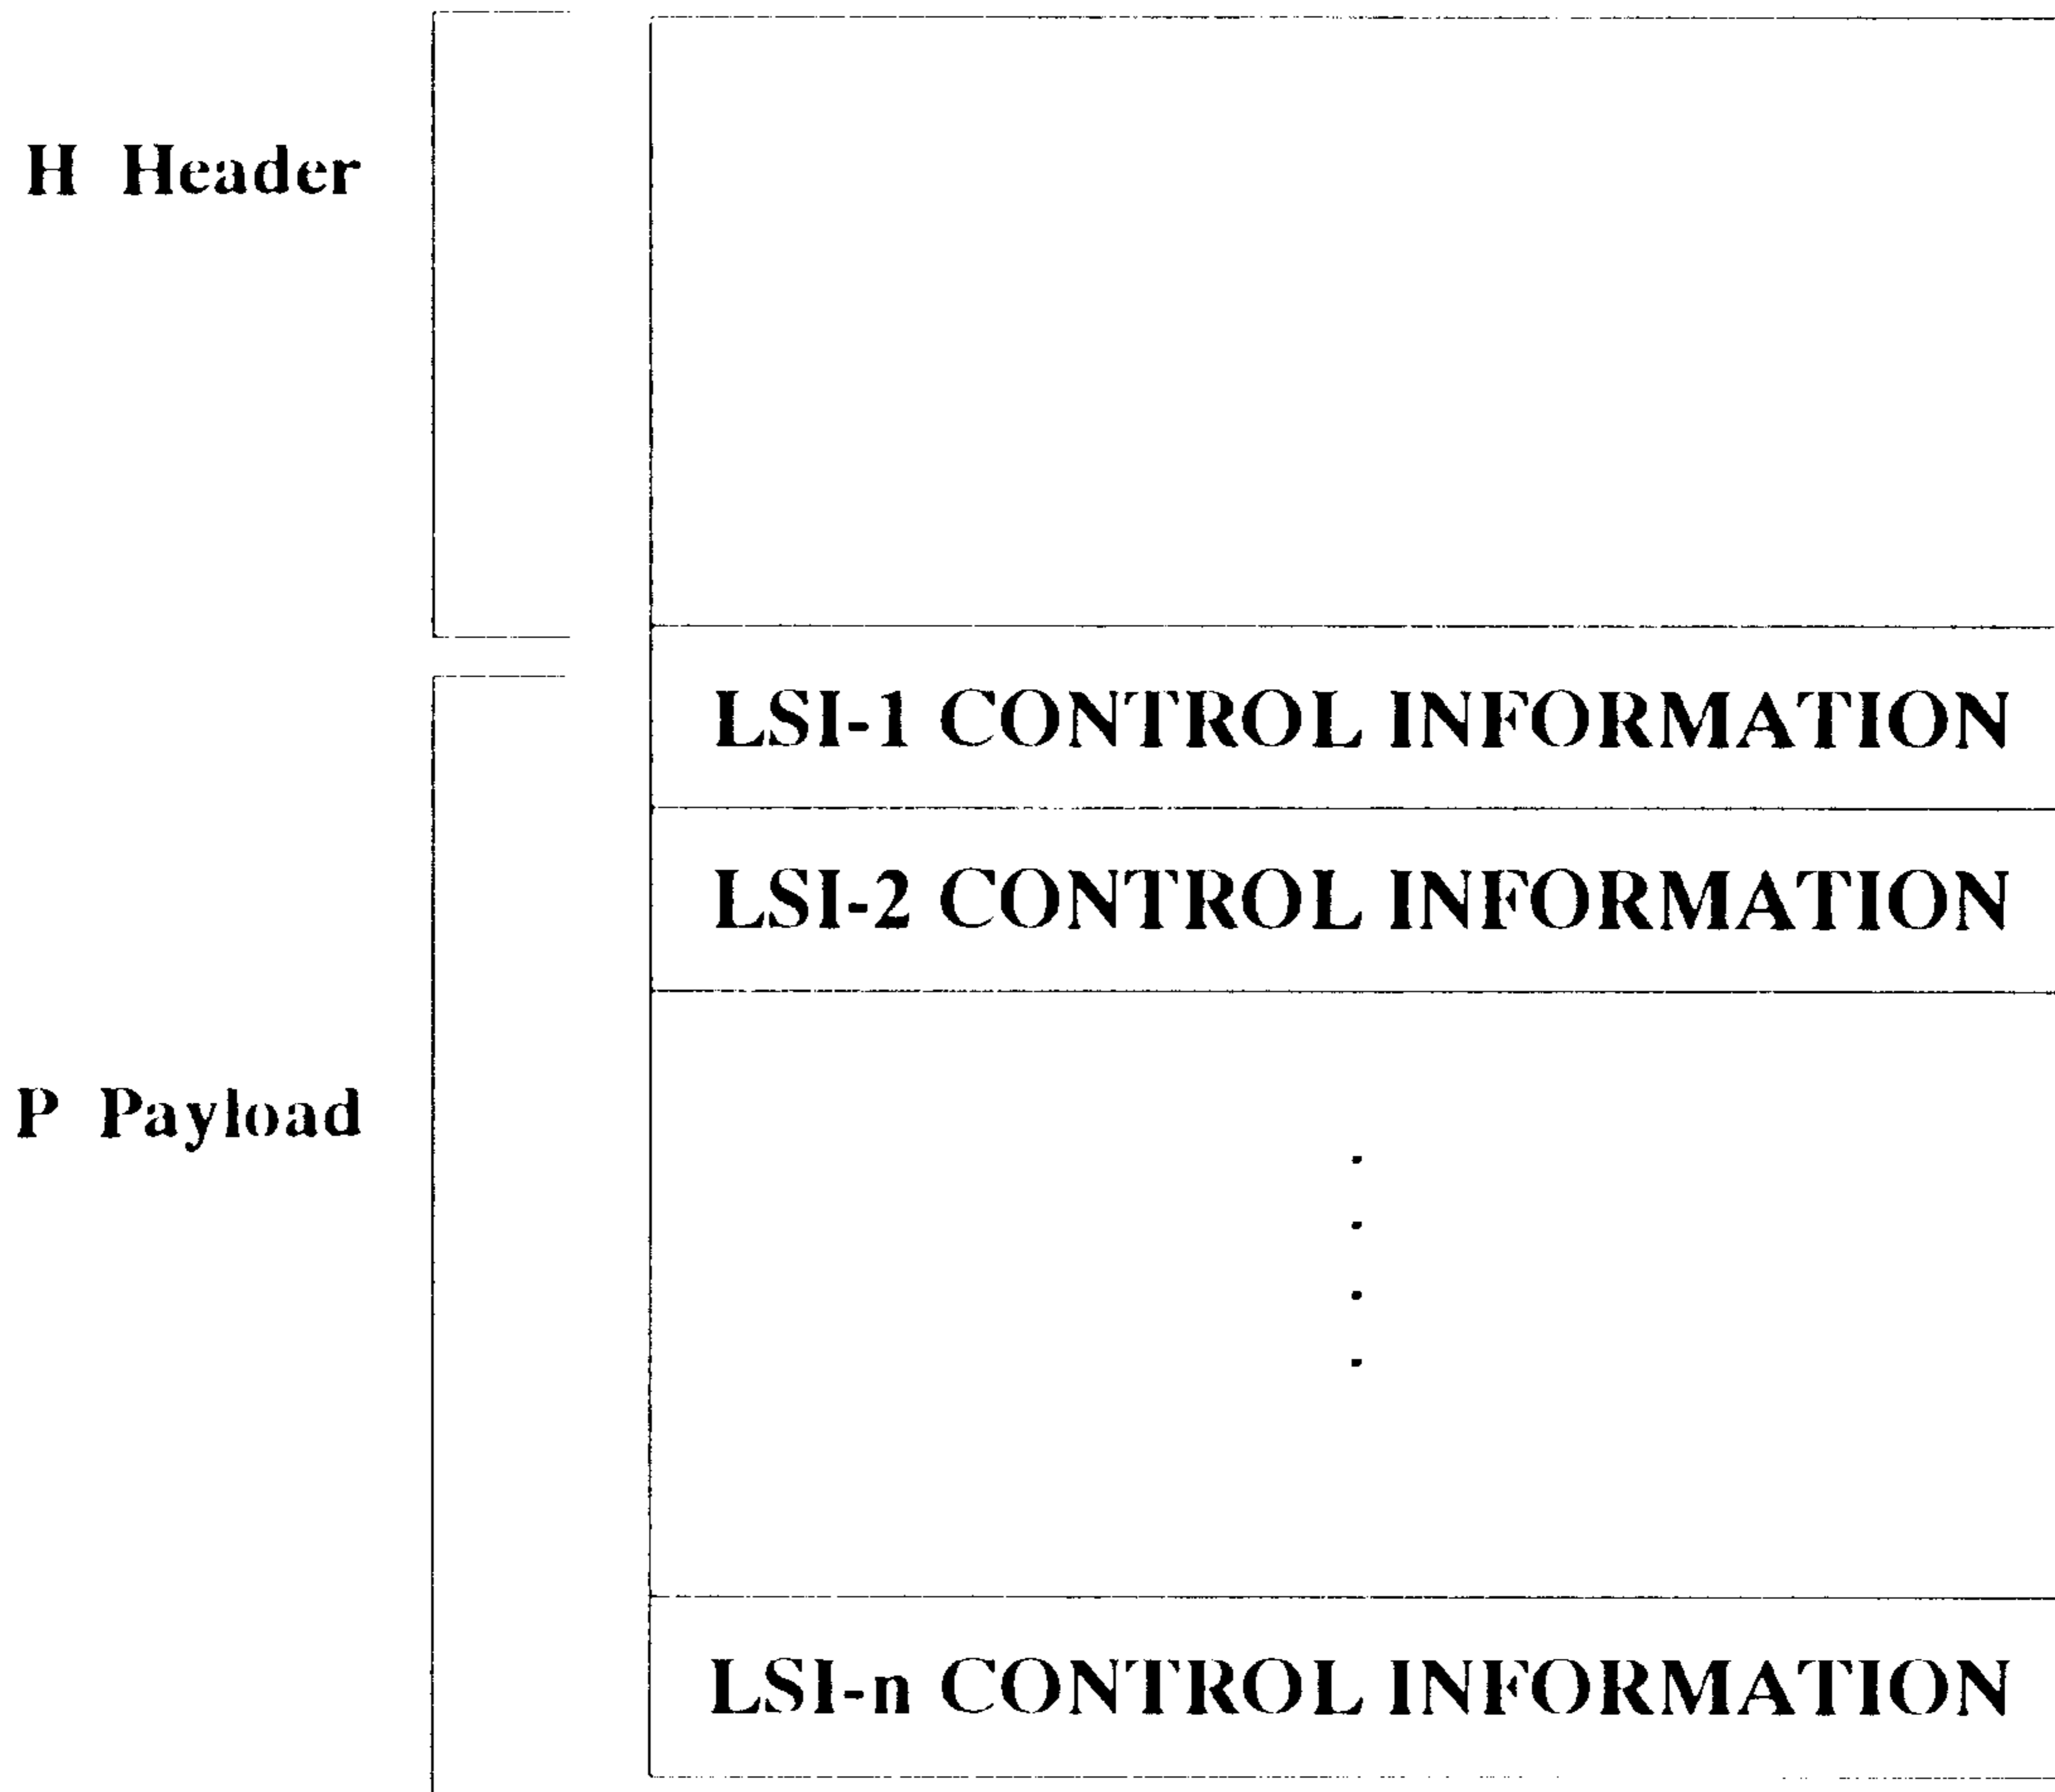 H Header
LSI-1 CONTROL INFORMATION
LSI-2 CONTROL INFORMATION
P Payload
LSI-n CONTROL INFORMATION